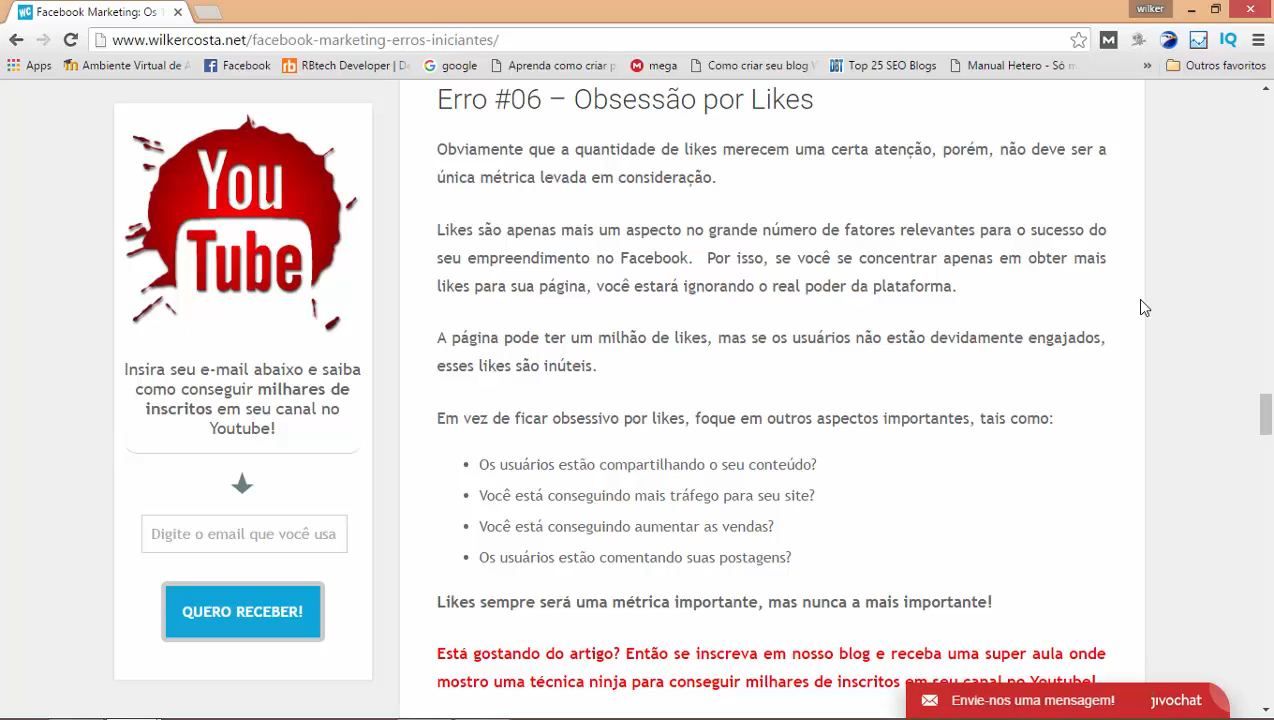 WC Facebook Marketing: Os
wilker
www.wilkercosta.net/facebook-marketing-erros-iniciantes/
M IQ
Apps Ambiente Virtual de A Facebook RBtech Developer | De google Aprenda como criar p mega Como criar seu blog V DBT Top 25 SEO Blogs Manual Hetero - Só m » Outros favoritos
You
Tube
Insira seu e-mail abaixo e saiba
como conseguir milhares de
inscritos em seu canal no
Youtube!
Digite o email que você usa
QUERO RECEBER!
Erro #06 – Obsessão por Likes
Obviamente que a quantidade de likes merecem uma certa atenção, porém, não deve ser a
única métrica levada em consideração.
Likes são apenas mais um aspecto no grande número de fatores relevantes para o sucesso do
seu empreendimento no Facebook. Por isso, se você se concentrar apenas em obter mais
likes para sua página, você estará ignorando o real poder da plataforma.
A página pode ter um milhão de likes, mas se os usuários não estão devidamente engajados,
esses likes são inúteis.
Em vez de ficar obsessivo por likes, foque em outros aspectos importantes, tais como:
• Os usuários estão compartilhando o seu conteúdo?
• Você está conseguindo mais tráfego para seu site?
• Você está conseguindo aumentar as vendas?
• Os usuários estão comentando suas postagens?
Likes sempre será uma métrica importante, mas nunca a mais importante!
Está gostando do artigo? Então se inscreva em nosso blog e receba uma super aula onde
mostro uma técnica ninja para conseguir milhares de inscritos em seu canal no Youtube!
Envie-nos uma mensagem! jivochat